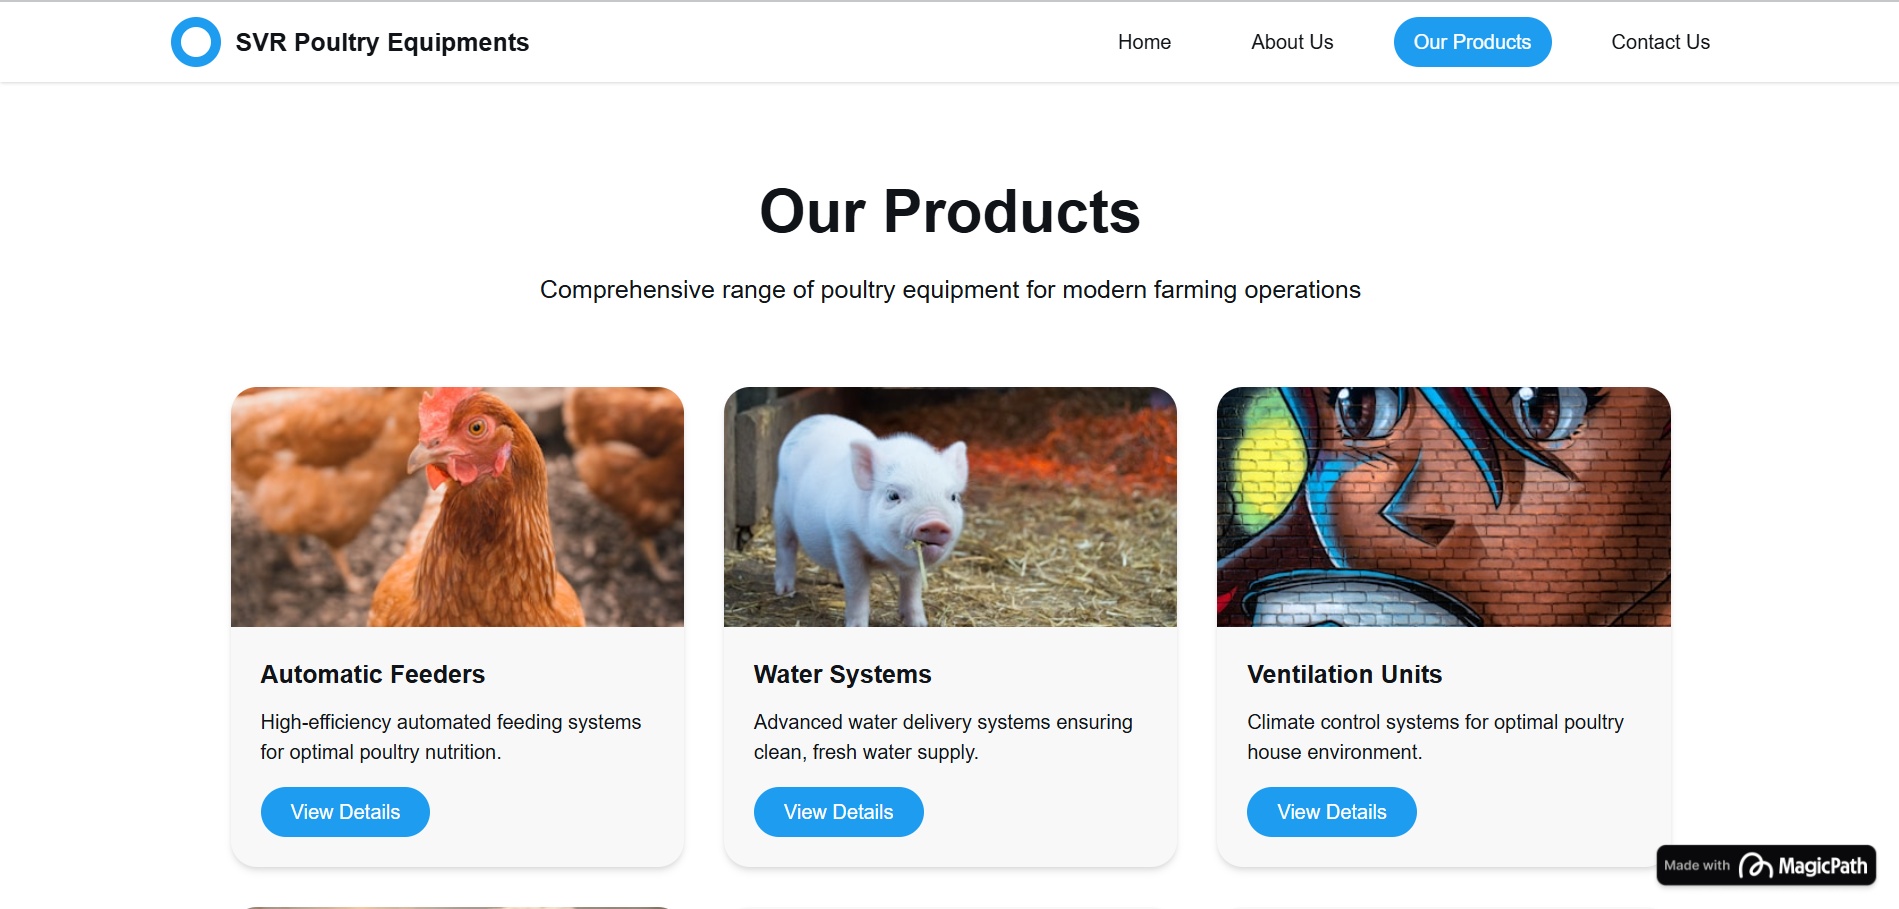 SVR Poultry Equipments
Home
About Us
Our Products
Contact Us
Our Products
Comprehensive range of poultry equipment for modern farming operations
Automatic Feeders
High-efficiency automated feeding systems
for optimal poultry nutrition.
View Details
Water Systems
Advanced water delivery systems ensuring
clean, fresh water supply.
View Details
Ventilation Units
Climate control systems for optimal poultry
house environment.
View Details
Made with MagicPath